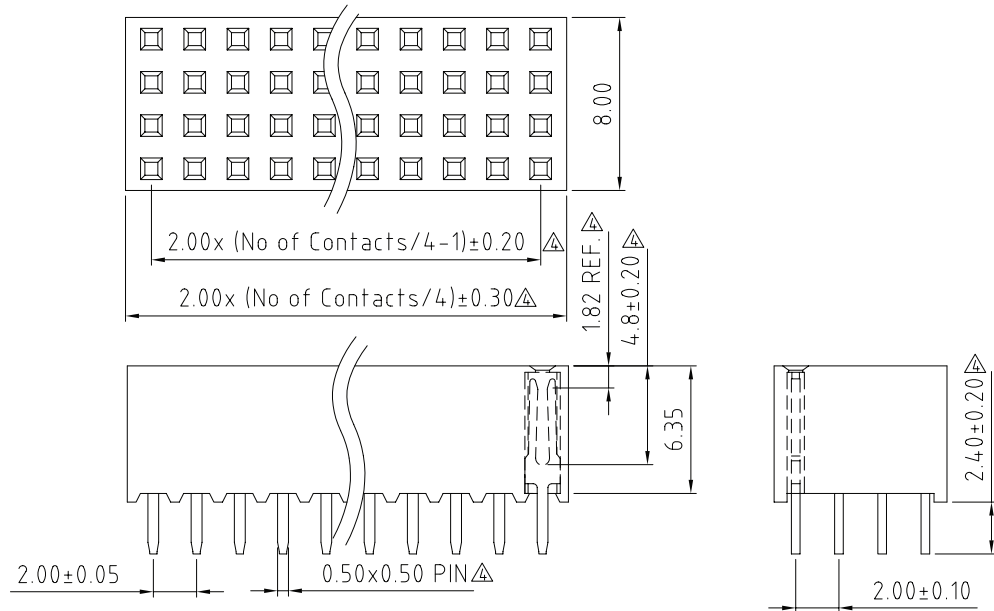 8.00
2.00x (No of Contacts/4-1)±0.20 4
2.00x (No of Contacts/4)±0.30 4
1.82 REF. 4
4.8±0.20 4
6.35
2.40±0.20 4
2.00±0.05
0.50x0.50 PIN 4
2.00±0.10